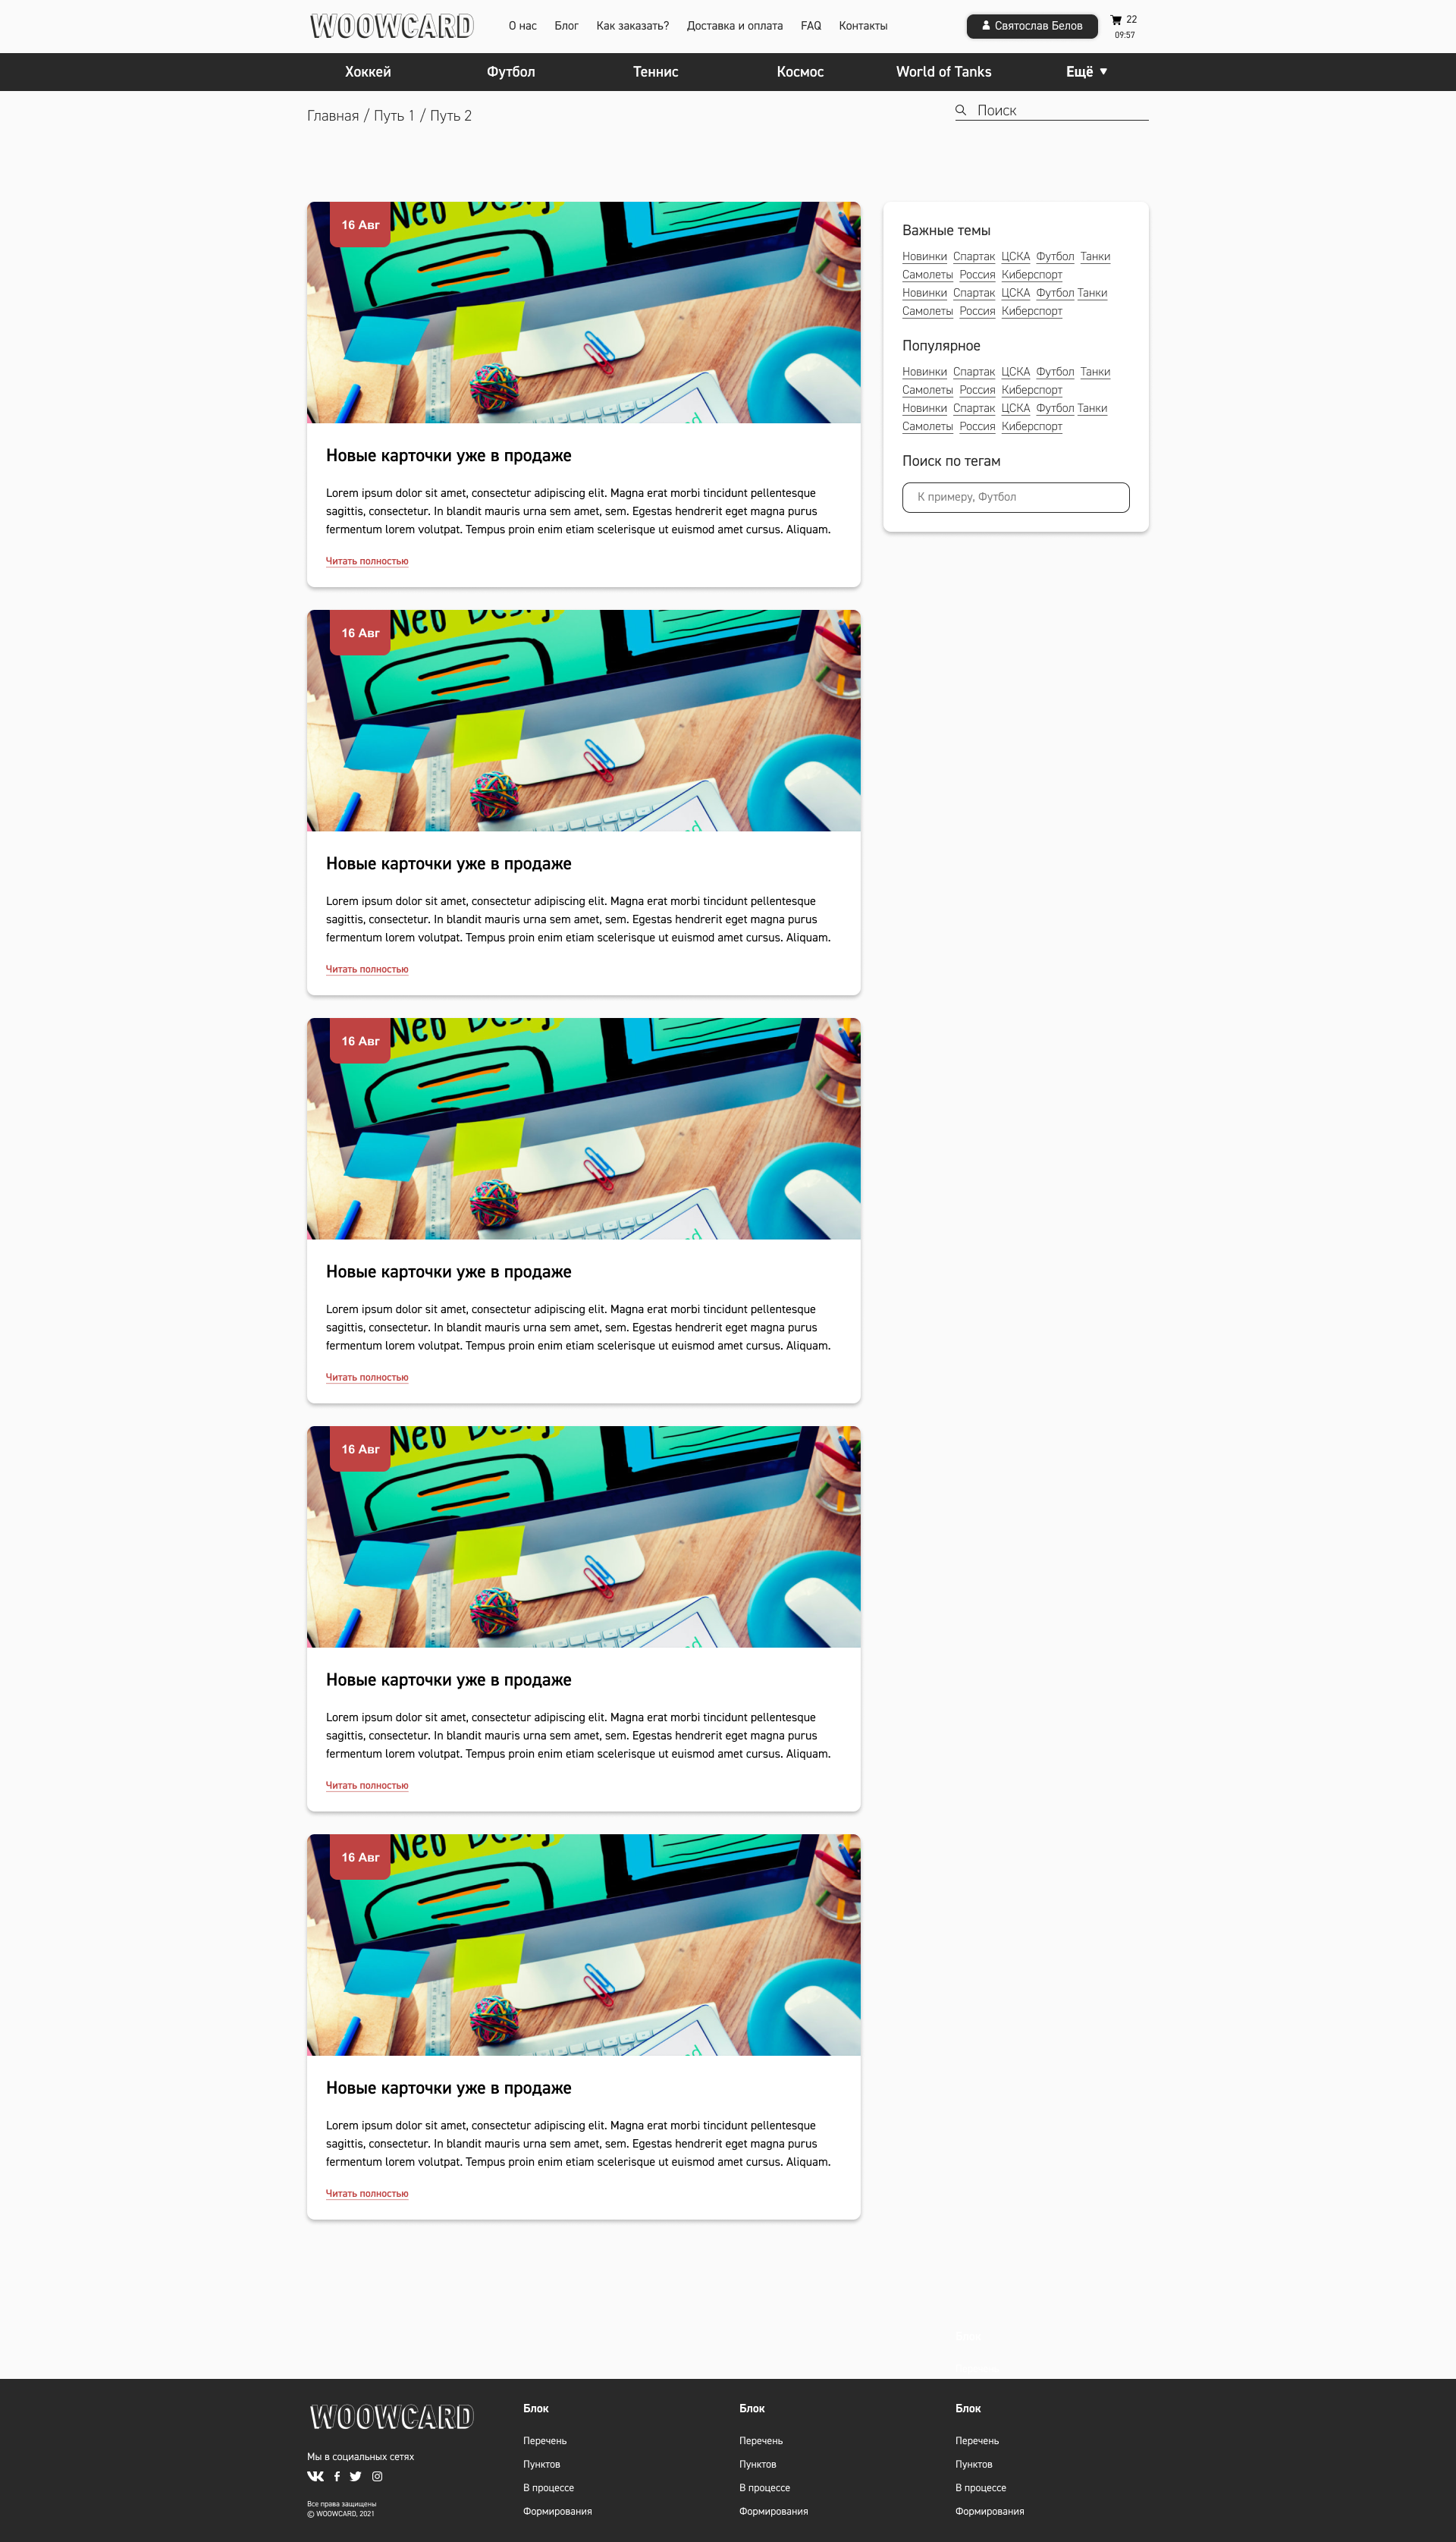 WOOWCARD
О нас Блог Как заказать? Доставка и оплата FAQ Контакты
Святослав Белов
22
09:57
Хоккей Футбол Теннис Космос World of Tanks Ещё
Главная / Путь 1 / Путь 2
Поиск
16 Авг
Новые карточки уже в продаже
Lorem ipsum dolor sit amet, consectetur adipiscing elit. Magna erat morbi tincidunt pellentesque
sagittis, consectetur. In blandit mauris urna sem amet, sem. Egestas hendrerit eget magna purus
fermentum lorem volutpat. Tempus proin enim etiam scelerisque ut euismod amet cursus. Aliquam.
Читать полностью
Важные темы
Новинки Спартак ЦСКА Футбол Танки
Самолеты Россия Киберспорт
Новинки Спартак ЦСКА Футбол Танки
Самолеты Россия Киберспорт
Популярное
Новинки Спартак ЦСКА Футбол Танки
Самолеты Россия Киберспорт
Новинки Спартак ЦСКА Футбол Танки
Самолеты Россия Киберспорт
Поиск по тегам
К примеру, Футбол
16 Авг
Новые карточки уже в продаже
Lorem ipsum dolor sit amet, consectetur adipiscing elit. Magna erat morbi tincidunt pellentesque
sagittis, consectetur. In blandit mauris urna sem amet, sem. Egestas hendrerit eget magna purus
fermentum lorem volutpat. Tempus proin enim etiam scelerisque ut euismod amet cursus. Aliquam.
Читать полностью
16 Авг
Новые карточки уже в продаже
Lorem ipsum dolor sit amet, consectetur adipiscing elit. Magna erat morbi tincidunt pellentesque
sagittis, consectetur. In blandit mauris urna sem amet, sem. Egestas hendrerit eget magna purus
fermentum lorem volutpat. Tempus proin enim etiam scelerisque ut euismod amet cursus. Aliquam.
Читать полностью
16 Авг
Новые карточки уже в продаже
Lorem ipsum dolor sit amet, consectetur adipiscing elit. Magna erat morbi tincidunt pellentesque
sagittis, consectetur. In blandit mauris urna sem amet, sem. Egestas hendrerit eget magna purus
fermentum lorem volutpat. Tempus proin enim etiam scelerisque ut euismod amet cursus. Aliquam.
Читать полностью
16 Авг
Новые карточки уже в продаже
Lorem ipsum dolor sit amet, consectetur adipiscing elit. Magna erat morbi tincidunt pellentesque
sagittis, consectetur. In blandit mauris urna sem amet, sem. Egestas hendrerit eget magna purus
fermentum lorem volutpat. Tempus proin enim etiam scelerisque ut euismod amet cursus. Aliquam.
Читать полностью
WOOWCARD
Мы в социальных сетях
Все права защищены
© WOOWCARD, 2021
Блок
Перечень
Пунктов
В процессе
Формирования
Блок
Перечень
Пунктов
В процессе
Формирования
Блок
Перечень
Пунктов
В процессе
Формирования